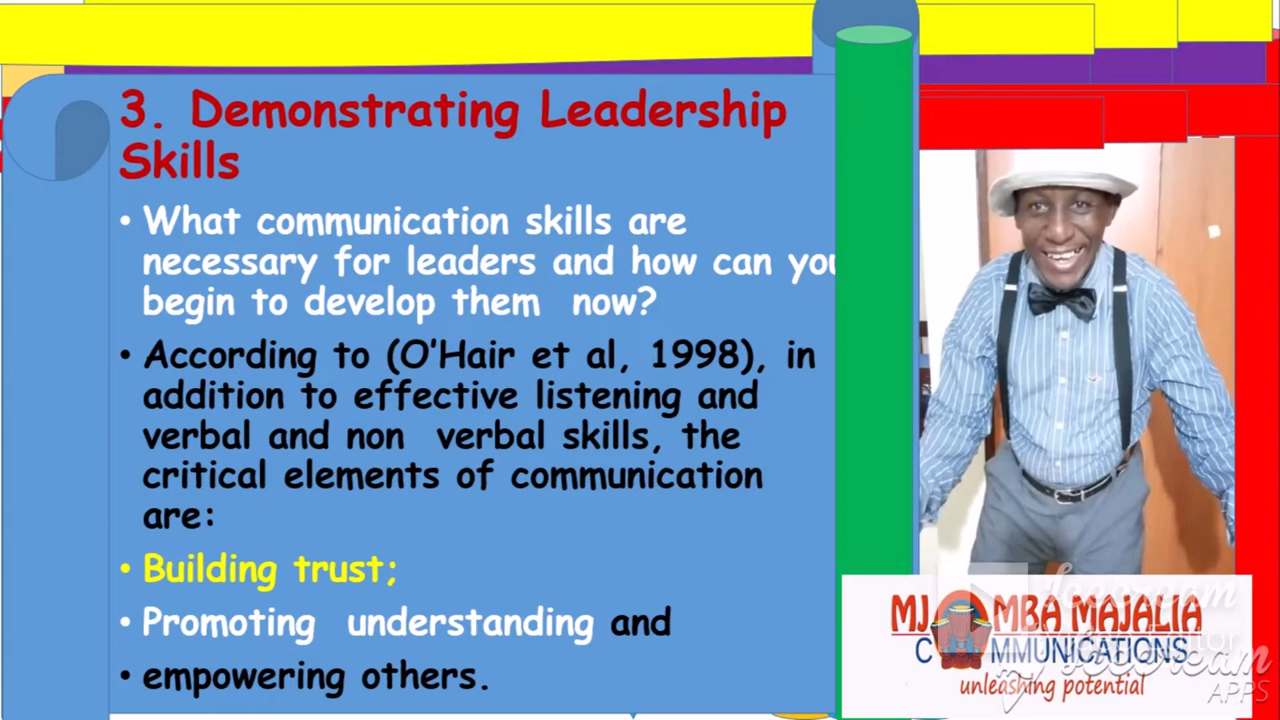 3. Demonstrating Leadership
Skills
• What communication skills are
necessary for leaders and how can you
begin to develop them now?
• According to (O'Hair et al, 1998), in
addition to effective listening and
verbal and non verbal skills, the
critical elements of communication
are:
• Building trust;
• Promoting understanding and
• empowering others.
MJOMBA MAJALIA
COMMUNICATIONS
unleashing potential
Icecream
APPS